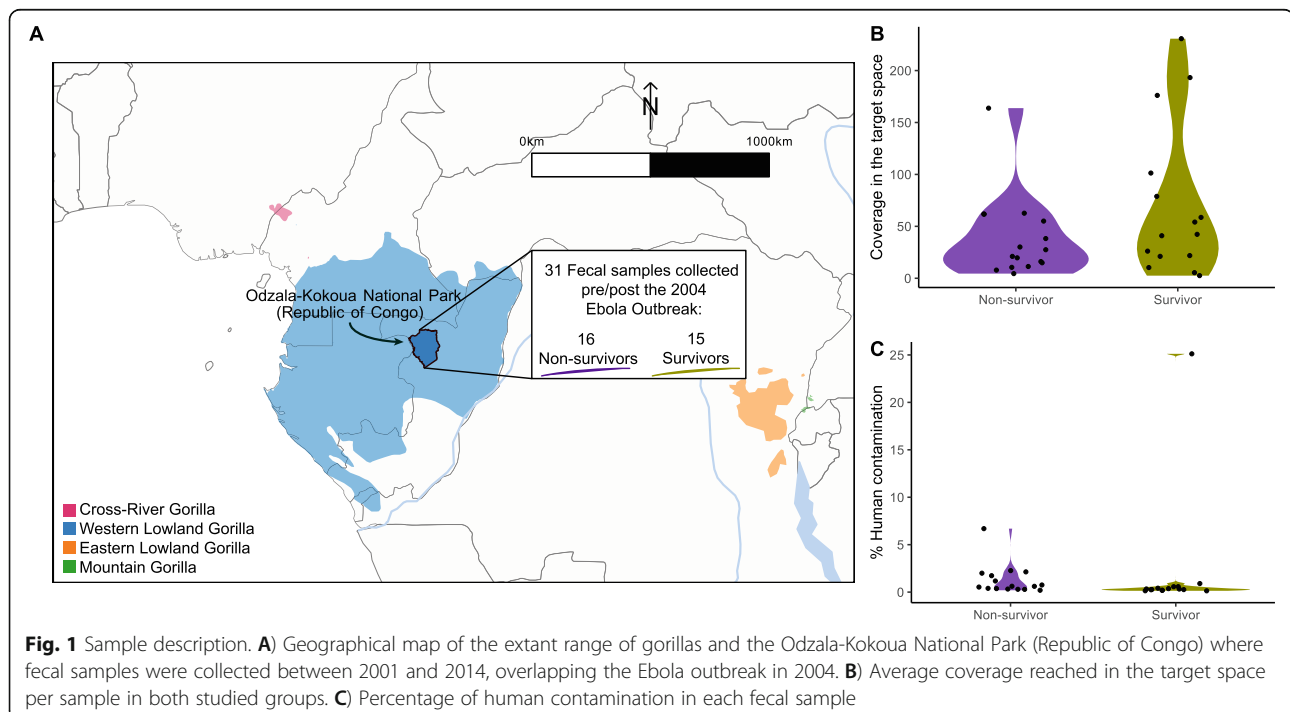 A
N
0km 1000km
Odzala-Kokoua National Park
(Republic of Congo)
31 Fecal samples collected
pre/post the 2004
Ebola Outbreak:
16 15
Non-survivors Survivors
Cross-River Gorilla
Western Lowland Gorilla
Eastern Lowland Gorilla
Mountain Gorilla
B
Coverage in the target space
200
150
100
50
0
Non-survivor Survivor
C
% Human contamination
25
20
15
10
5
0
Non-survivor Survivor
Fig. 1 Sample description. A) Geographical map of the extant range of gorillas and the Odzala-Kokoua National Park (Republic of Congo) where
fecal samples were collected between 2001 and 2014, overlapping the Ebola outbreak in 2004. B) Average coverage reached in the target space
per sample in both studied groups. C) Percentage of human contamination in each fecal sample